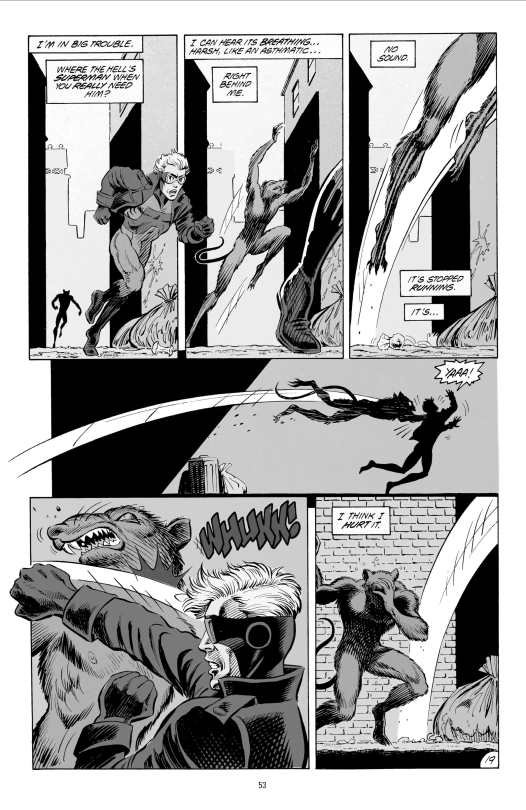 I'M IN BIG TROUBLE.
WHERE THE HELL'S
SUPERMAN WHEN
YOU REALLY NEED
HIM?
I CAN HEAR ITS BREATHING...
HARSH, LIKE AN ASTHMATIC...
RIGHT
BEHIND
ME.
NO
SOUND.
IT'S STOPPED
RUNNING.
IT'S...
YAAA!
WHUNK!
I THINK I
HURT IT.
19
53